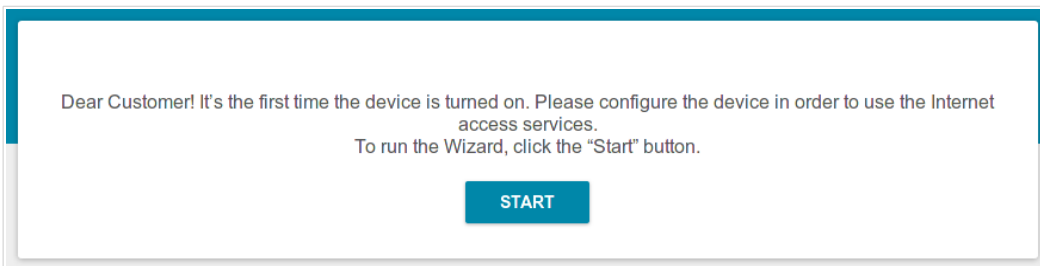 Dear Customer! It’s the first time the device is turned on. Please configure the device in order to use the Internet
access services.
To run the Wizard, click the “Start” button.
START